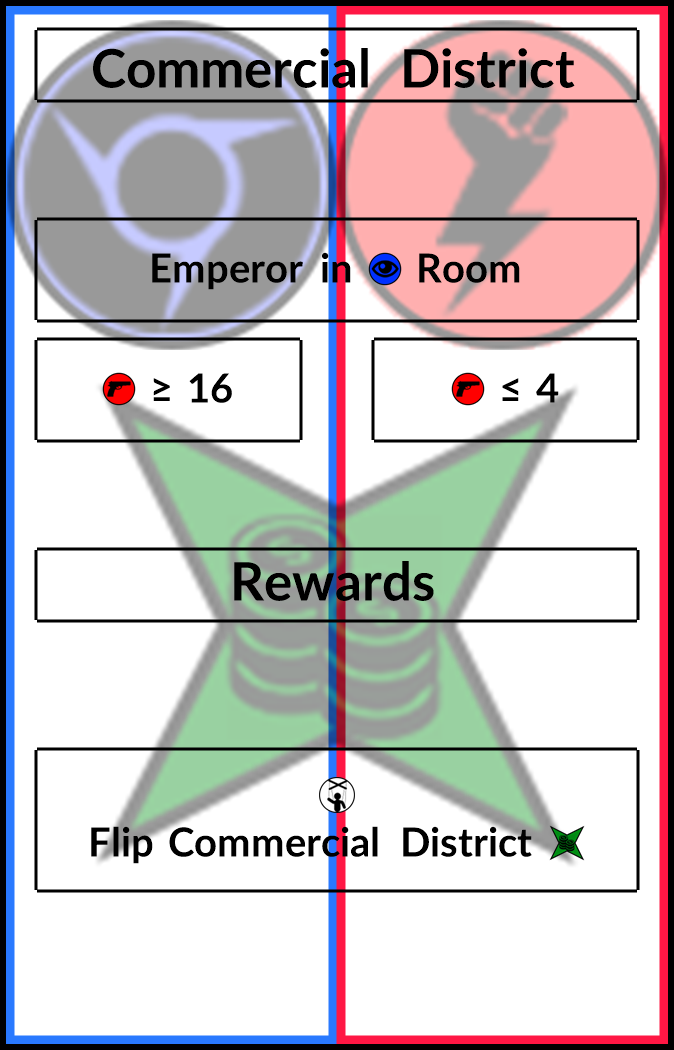 Commercial District
Emperor in Room
≥ 16
≤ 4
Rewards
Flip Commercial District